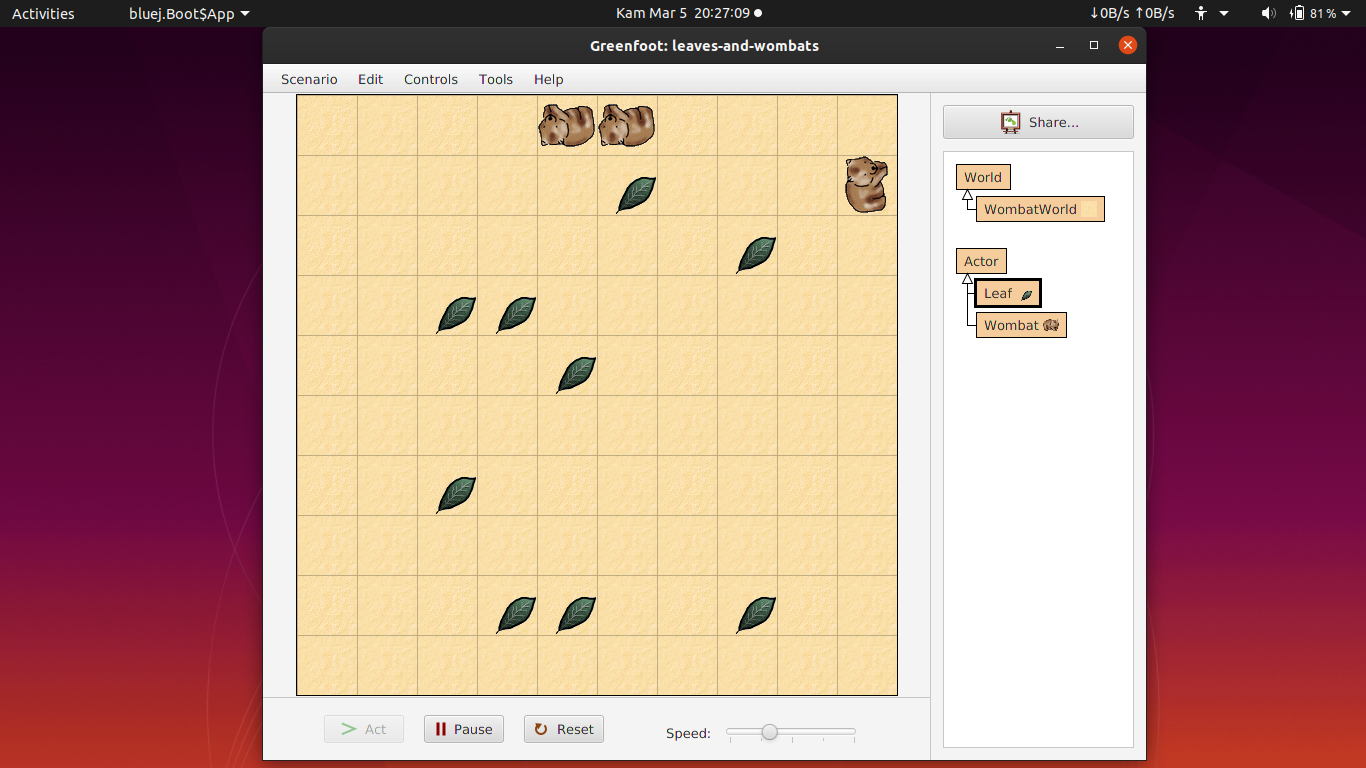 Activities bluej.Boot$App Kam Mar 5 20:27:09 ↓0B/s ↑0B/s 81%
Greenfoot: leaves-and-wombats
Scenario Edit Controls Tools Help
Share...
World
WombatWorld
Actor
Leaf
Wombat
Act Pause Reset Speed: